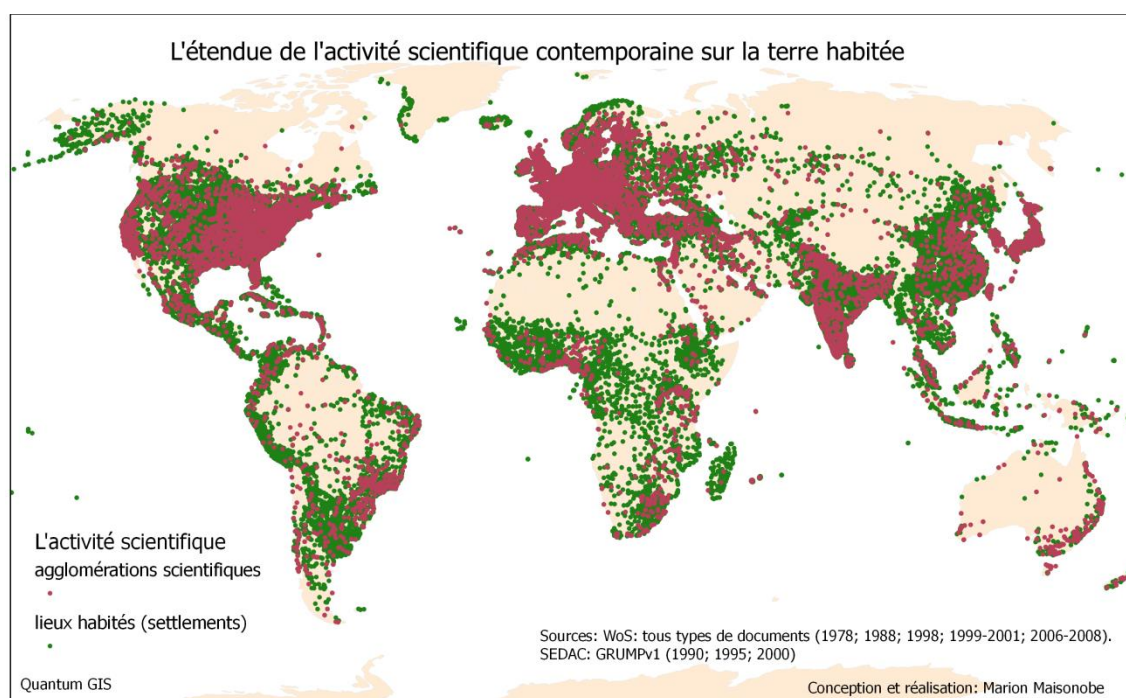 L'étendue de l'activité scientifique contemporaine sur la terre habitée
L'activité scientifique
agglomérations scientifiques
lieux habités (settlements)
Sources: WoS: tous types de documents (1978; 1988; 1998; 1999-2001; 2006-2008).
SEDAC: GRUMPv1 (1990; 1995; 2000)
Quantum GIS
Conception et réalisation: Marion Maisonobe